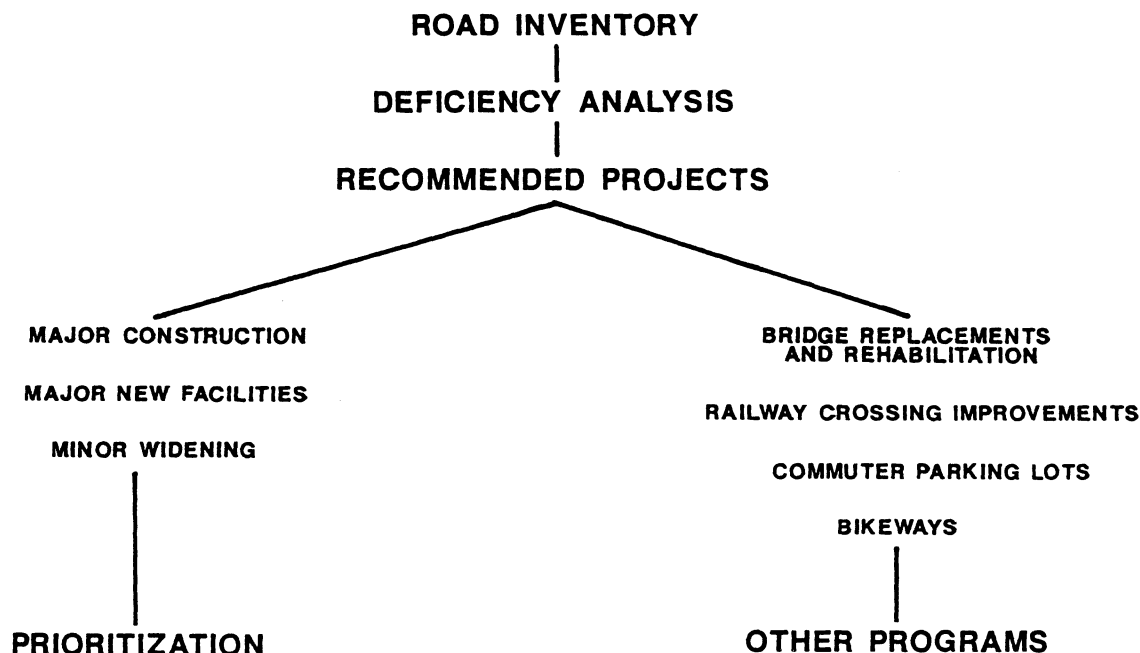 ROAD INVENTORY
DEFICIENCY ANALYSIS
RECOMMENDED PROJECTS
MAJOR CONSTRUCTION
MAJOR NEW FACILITIES
MINOR WIDENING
PRIORITIZATION
BRIDGE REPLACEMENTS
AND REHABILITATION
RAILWAY CROSSING IMPROVEMENTS
COMMUTER PARKING LOTS
BIKEWAYS
OTHER PROGRAMS